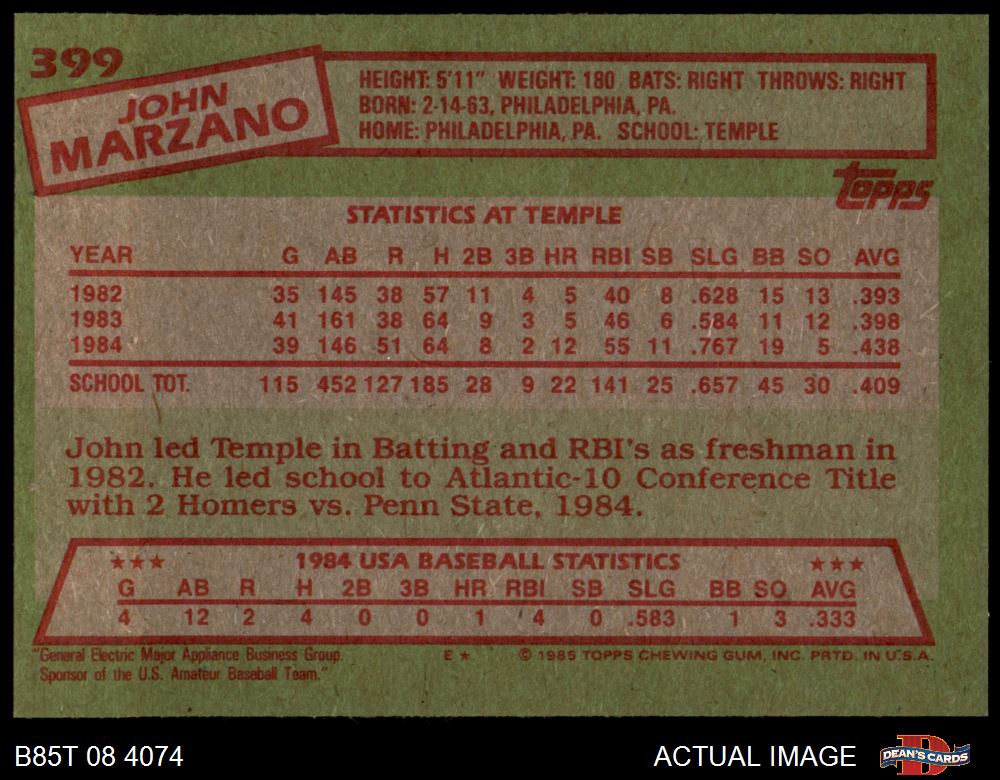 399
JOHN
MARZANO
HEIGHT: 5'11" WEIGHT: 180 BATS: RIGHT THROWS: RIGHT
BORN: 2-14-63, PHILADELPHIA, PA.
HOME: PHILADELPHIA, PA. SCHOOL: TEMPLE
topps
STATISTICS AT TEMPLE
YEAR G AB R H 2B 3B HR RBI SB SLG BB SO AVG
1982 35 145 38 57 11 4 5 40 8 .628 15 13 .393
1983 41 161 38 64 9 3 5 46 6 .584 11 12 .398
1984 39 146 51 64 8 2 12 55 11 .767 19 5 .438
SCHOOL TOT. 115 452 127 185 28 9 22 141 25 .657 45 30 .409
John led Temple in Batting and RBI's as freshman in
1982. He led school to Atlantic-10 Conference Title
with 2 Homers vs. Penn State, 1984.
★★★ 1984 USA BASEBALL STATISTICS ★★★
G AB R H 2B 3B HR RBI SB SLG BB SO AVG
4 12 2 4 0 0 1 4 0 .583 1 3 .333
"General Electric Major Appliance Business Group.
Sponsor of the U.S. Amateur Baseball Team."
E★ © 1985 TOPPS CHEWING GUM, INC. PRTD. IN U.S.A.
B85T 08 4074
ACTUAL IMAGE
DEAN'S CARDS